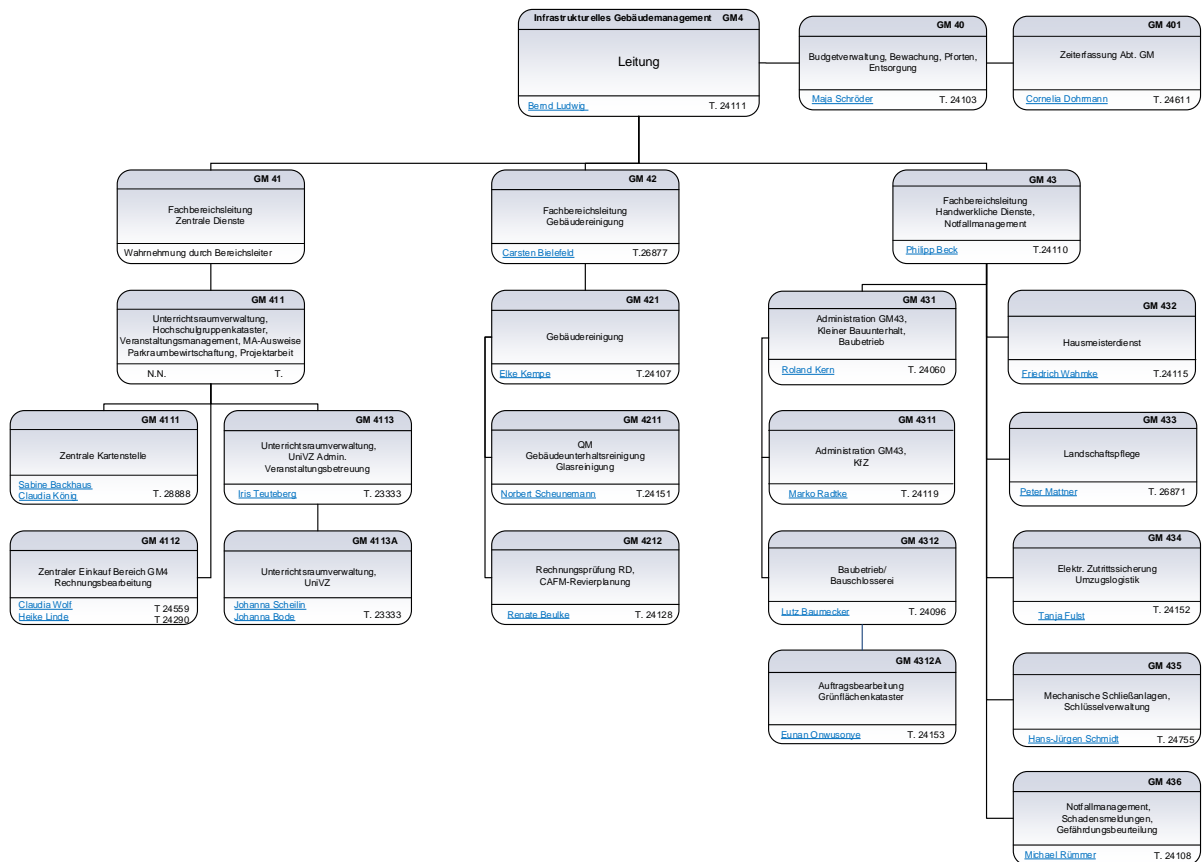 Infrastrukturelles Gebäudemanagement GM4
Leitung
Bernd Ludwig T. 24111
GM 40
Budgetverwaltung, Bewachung, Pforten,
Entsorgung
Maja Schröder T. 24103
GM 401
Zeiterfassung Abt. GM
Cornelia Dohrmann T. 24611
GM 41
Fachbereichsleitung
Zentrale Dienste
Wahrnehmung durch Bereichsleiter
GM 42
Fachbereichsleitung
Gebäudereinigung
Carsten Bielefeld T.26877
GM 43
Fachbereichsleitung
Handwerkliche Dienste,
Notfallmanagement
Philipp Beck T.24110
GM 411
Unterrichtsraumverwaltung,
Hochschulgruppenkataster,
Veranstaltungsmanagement, MA-Ausweise
Parkraumbewirtschaftung, Projektarbeit
N.N. T.
GM 421
Gebäudereinigung
Elke Kempe T.24107
GM 431
Administration GM43,
Kleiner Bauunterhalt,
Baubetrieb
Roland Kern T. 24060
GM 432
Hausmeisterdienst
Friedrich Wahmke T.24115
GM 4111
Zentrale Kartenstelle
Sabine Backhaus
Claudia König T. 28888
GM 4113
Unterrichtsraumverwaltung,
UniVZ Admin.
Veranstaltungsbetreuung
Iris Teuteberg T. 23333
GM 4211
QM
Gebäudeunterhaltsreinigung
Glasreinigung
Norbert Scheunemann T.24151
GM 4311
Administration GM43,
KfZ
Marko Radtke T. 24119
GM 433
Landschaftspflege
Peter Mattner T. 26871
GM 4112
Zentraler Einkauf Bereich GM4
Rechnungsbearbeitung
Claudia Wolf T 24559
Heike Linde T 24290
GM 4113A
Unterrichtsraumverwaltung,
UniVZ
Johanna Scheilin
Johanna Bode T. 23333
GM 4212
Rechnungsprüfung RD,
CAFM-Revierplanung
Renate Beulke T. 24128
GM 4312
Baubetrieb/
Bauschlosserei
Lutz Baumecker T. 24096
GM 434
Elektr. Zutrittssicherung
Umzugslogistik
Tanja Fulst T. 24152
GM 4312A
Auftragsbearbeitung
Grünflächenkataster
Eunan Onwusonye T. 24153
GM 435
Mechanische Schließanlagen,
Schlüsselverwaltung
Hans-Jürgen Schmidt T. 24755
GM 436
Notfallmanagement,
Schadensmeldungen,
Gefährdungsbeurteilung
Michael Rümmer T. 24108